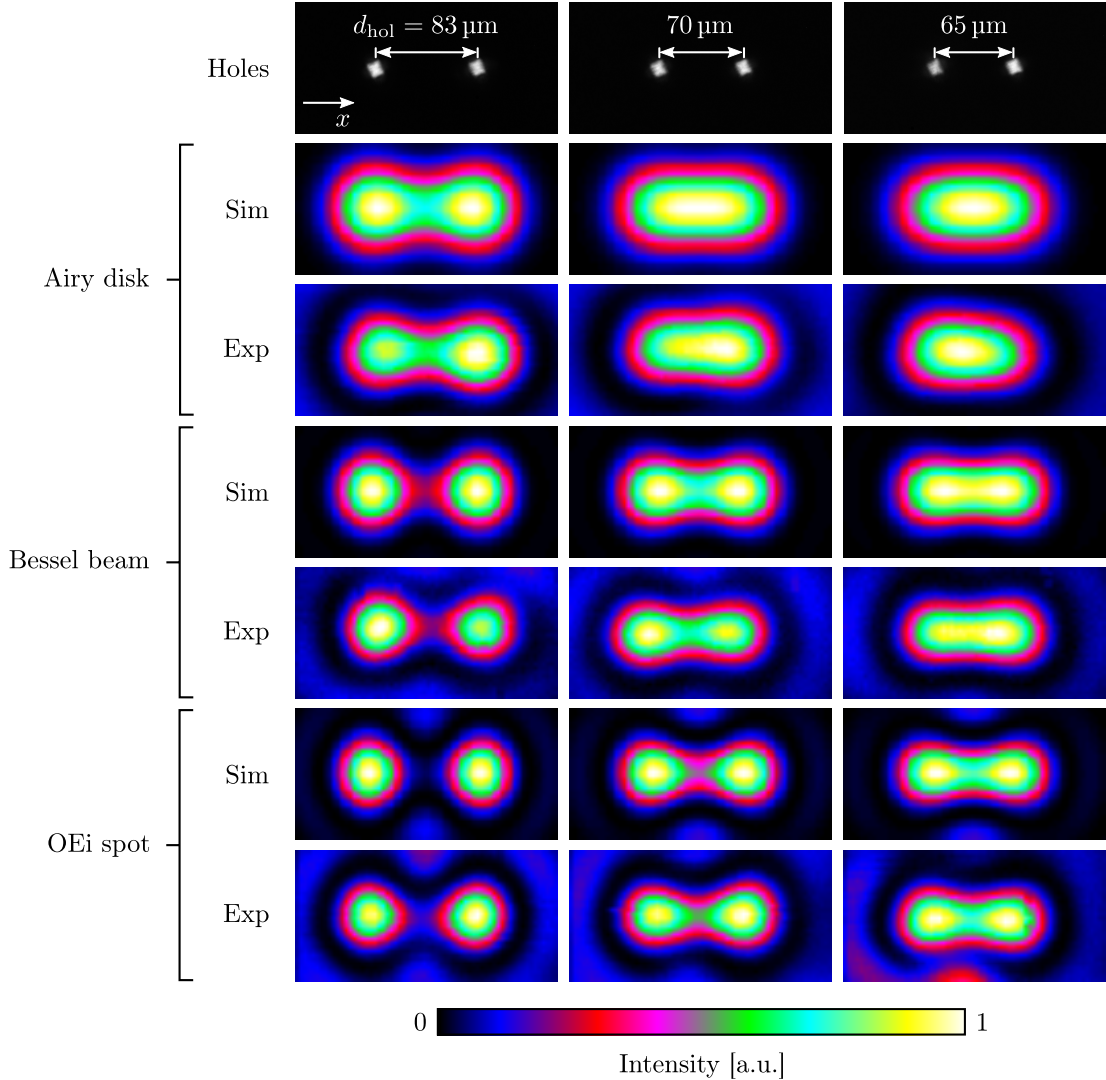 d_hol = 83 µm
70 µm
65 µm
Holes
x
Sim
Airy disk
Exp
Sim
Bessel beam
Exp
Sim
OEi spot
Exp
0
1
Intensity [a.u.]